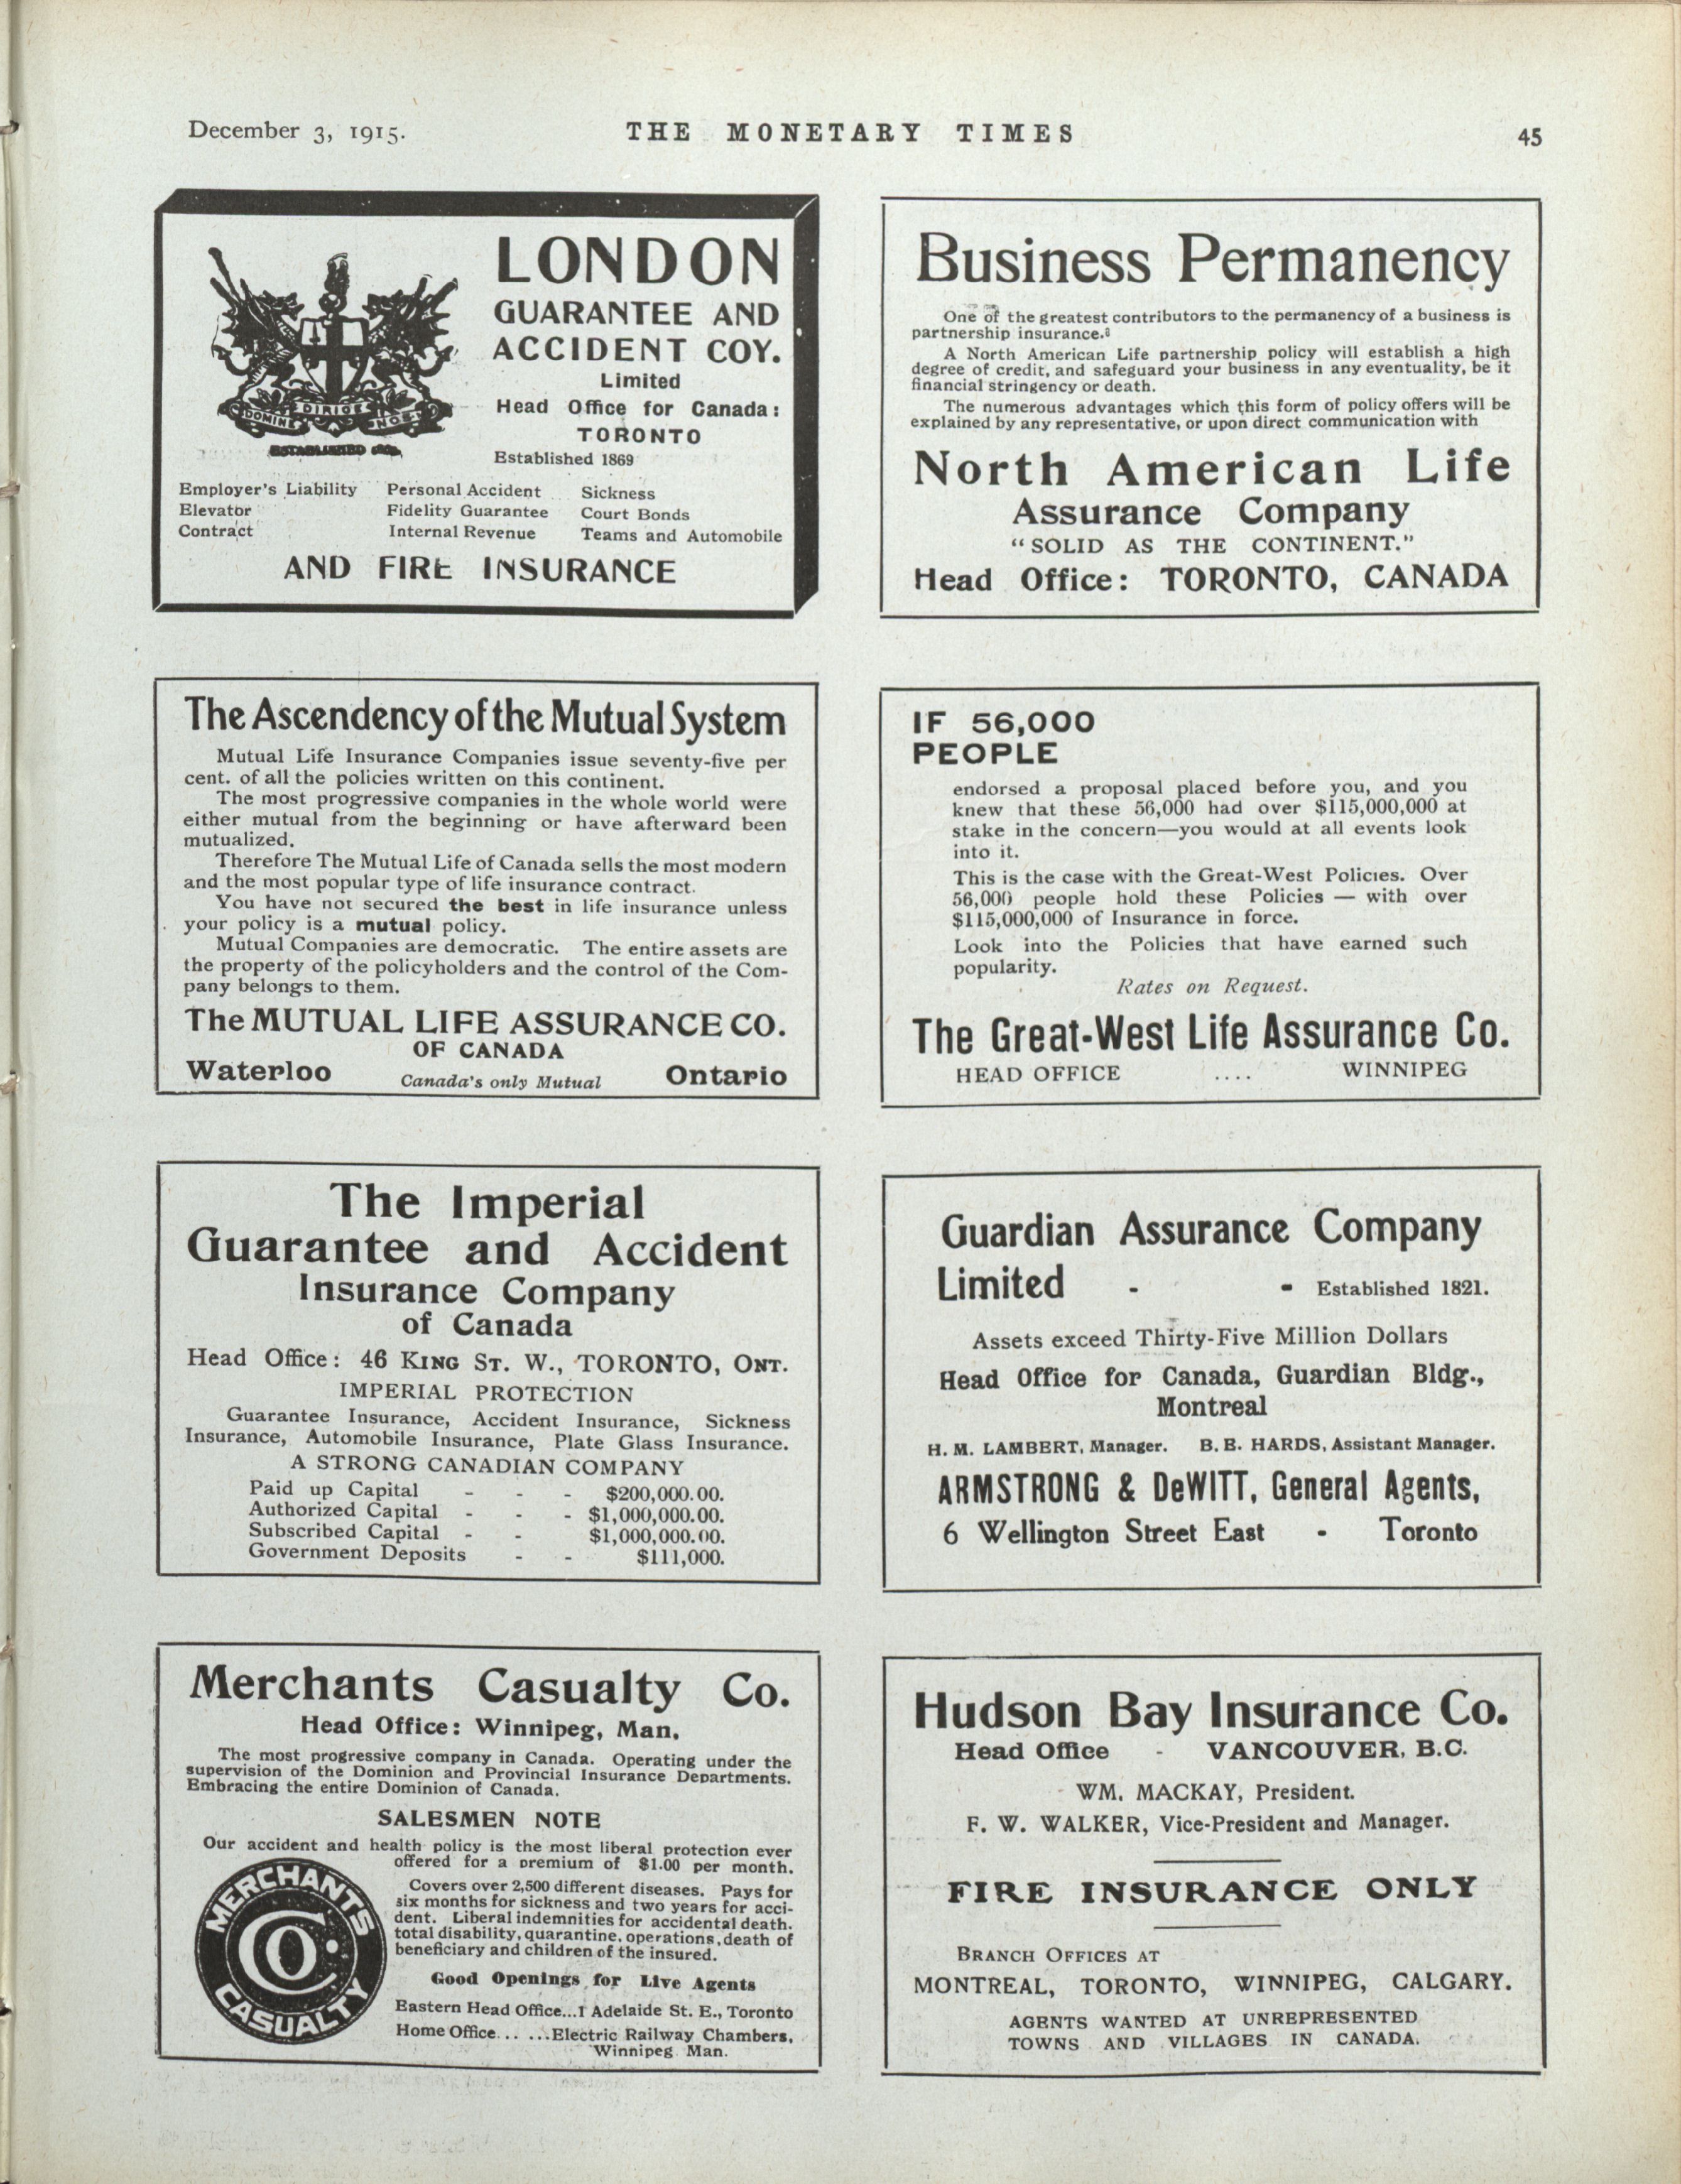 December 3, 1915.
THE MONETARY TIMES
45
LONDON
GUARANTEE AND
ACCIDENT COY.
Limited
Head Office for Canada:
TORONTO
Established 1869
DOMINE DIRIGE NOS
ESTABLISHED 1869
Employer's Liability Personal Accident Sickness
Elevator Fidelity Guarantee Court Bonds
Contract Internal Revenue Teams and Automobile
AND FIRE INSURANCE
Business Permanency
One of the greatest contributors to the permanency of a business is
partnership insurance.
A North American Life partnership policy will establish a high
degree of credit, and safeguard your business in any eventuality, be it
financial stringency or death.
The numerous advantages which this form of policy offers will be
explained by any representative, or upon direct communication with
North American Life
Assurance Company
"SOLID AS THE CONTINENT."
Head Office: TORONTO, CANADA
The Ascendency of the Mutual System
Mutual Life Insurance Companies issue seventy-five per
cent. of all the policies written on this continent.
The most progressive companies in the whole world were
either mutual from the beginning or have afterward been
mutualized.
Therefore The Mutual Life of Canada sells the most modern
and the most popular type of life insurance contract.
You have not secured the best in life insurance unless
your policy is a mutual policy.
Mutual Companies are democratic. The entire assets are
the property of the policyholders and the control of the Com-
pany belongs to them.
The MUTUAL LIFE ASSURANCE CO.
OF CANADA
Waterloo Canada's only Mutual Ontario
IF 56,000
PEOPLE
endorsed a proposal placed before you, and you
knew that these 56,000 had over $115,000,000 at
stake in the concern—you would at all events look
into it.
This is the case with the Great-West Policies. Over
56,000 people hold these Policies — with over
$115,000,000 of Insurance in force.
Look into the Policies that have earned such
popularity.
Rates on Request.
The Great-West Life Assurance Co.
HEAD OFFICE .... WINNIPEG
The Imperial
Guarantee and Accident
Insurance Company
of Canada
Head Office: 46 KING ST. W., TORONTO, ONT.
IMPERIAL PROTECTION
Guarantee Insurance, Accident Insurance, Sickness
Insurance, Automobile Insurance, Plate Glass Insurance.
A STRONG CANADIAN COMPANY
Paid up Capital - - - $200,000.00.
Authorized Capital - - - $1,000,000.00.
Subscribed Capital - - $1,000,000.00.
Government Deposits - - $111,000.
Guardian Assurance Company
Limited - - Established 1821.
Assets exceed Thirty-Five Million Dollars
Head Office for Canada, Guardian Bldg.,
Montreal
H. M. LAMBERT, Manager. B. E. HARDS, Assistant Manager.
ARMSTRONG & DeWITT, General Agents,
6 Wellington Street East - Toronto
Merchants Casualty Co.
Head Office: Winnipeg, Man.
The most progressive company in Canada. Operating under the
supervision of the Dominion and Provincial Insurance Departments.
Embracing the entire Dominion of Canada.
SALESMEN NOTE
Our accident and health policy is the most liberal protection ever
offered for a premium of $1.00 per month.
Covers over 2,500 different diseases. Pays for
six months for sickness and two years for acci-
dent. Liberal indemnities for accidental death,
total disability, quarantine, operations, death of
beneficiary and children of the insured.
Good Openings for Live Agents
Eastern Head Office...1 Adelaide St. E., Toronto
Home Office... ...Electric Railway Chambers,
Winnipeg Man.
MERCHANTS
Co.
CASUALTY
Hudson Bay Insurance Co.
Head Office - VANCOUVER, B.C.
WM. MACKAY, President.
F. W. WALKER, Vice-President and Manager.
FIRE INSURANCE ONLY
BRANCH OFFICES AT
MONTREAL, TORONTO, WINNIPEG, CALGARY.
AGENTS WANTED AT UNREPRESENTED
TOWNS AND VILLAGES IN CANADA.